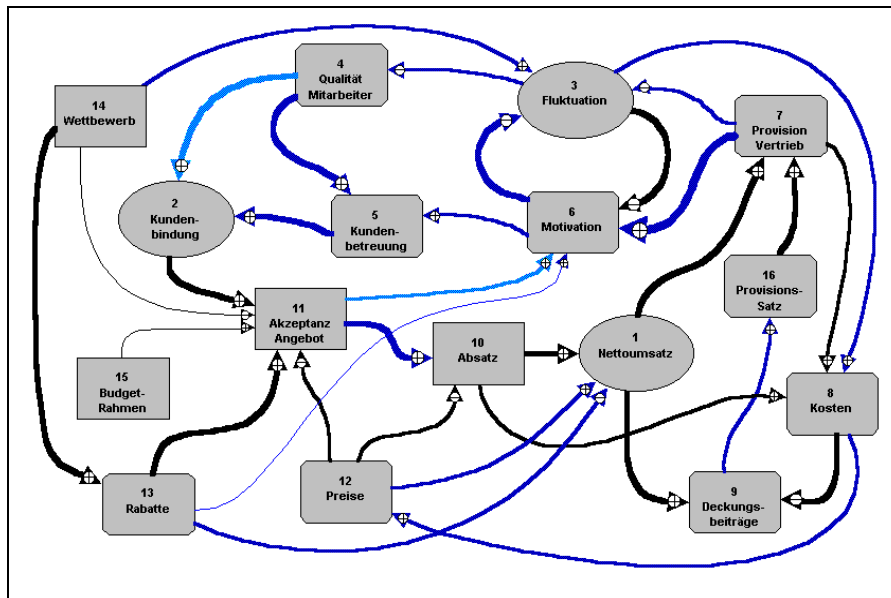 4
Qualität
Mitarbeiter
3
Fluktuation
14
Wettbewerb
7
Provision
Vertrieb
2
Kunden-
bindung
5
Kunden-
betreuung
6
Motivation
16
Provisions-
Satz
11
Akzeptanz
Angebot
10
Absatz
1
Nettoumsatz
15
Budget-
Rahmen
8
Kosten
13
Rabatte
12
Preise
9
Deckungs-
beiträge